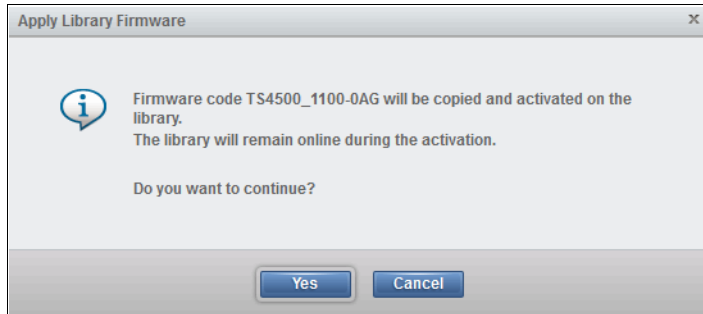 Apply Library Firmware
x
Firmware code TS4500_1100-0AG will be copied and activated on the
library.
The library will remain online during the activation.
Do you want to continue?
Yes
Cancel